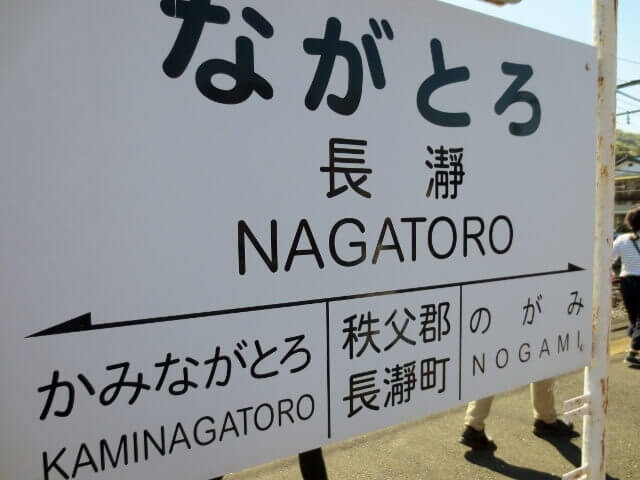 ながとろ
長瀞
NAGATORO
かみながとろ
KAMINAGATORO
秩父郡
長瀞町
のがみ
NOGAMI